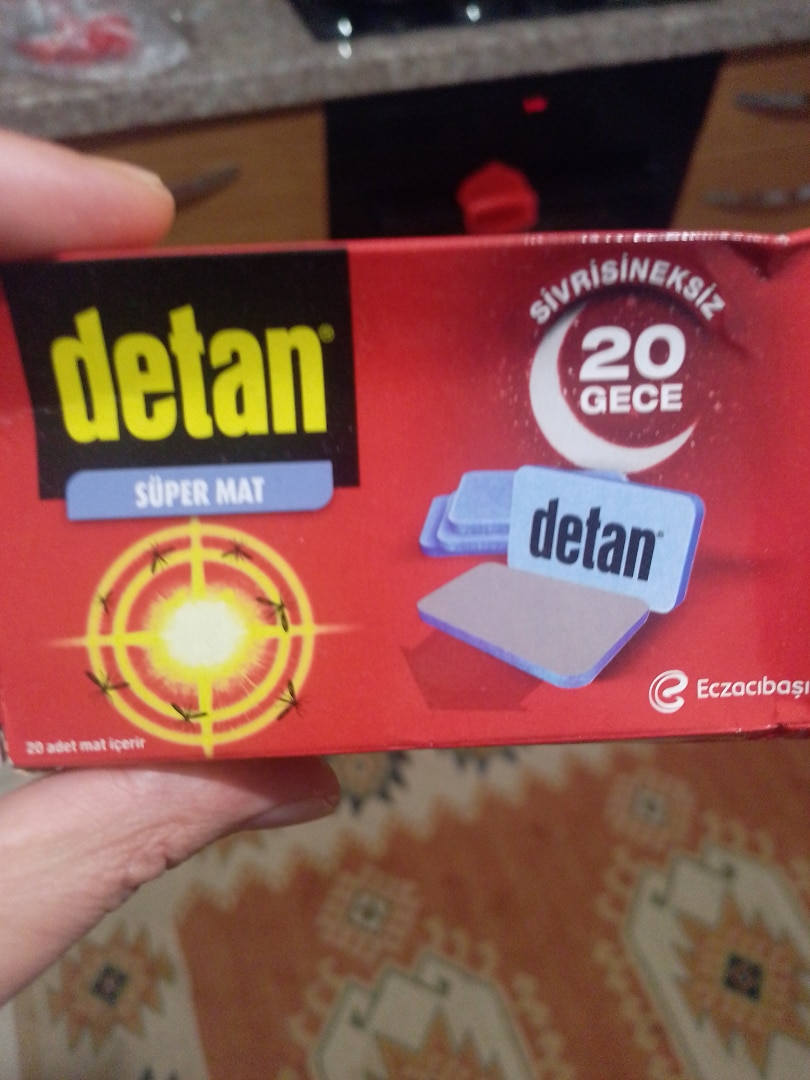 detan®
SÜPER MAT
SİVRİSİNEKSİZ
20
GECE
detan®
Eczacıbaşı
20 adet mat içerir